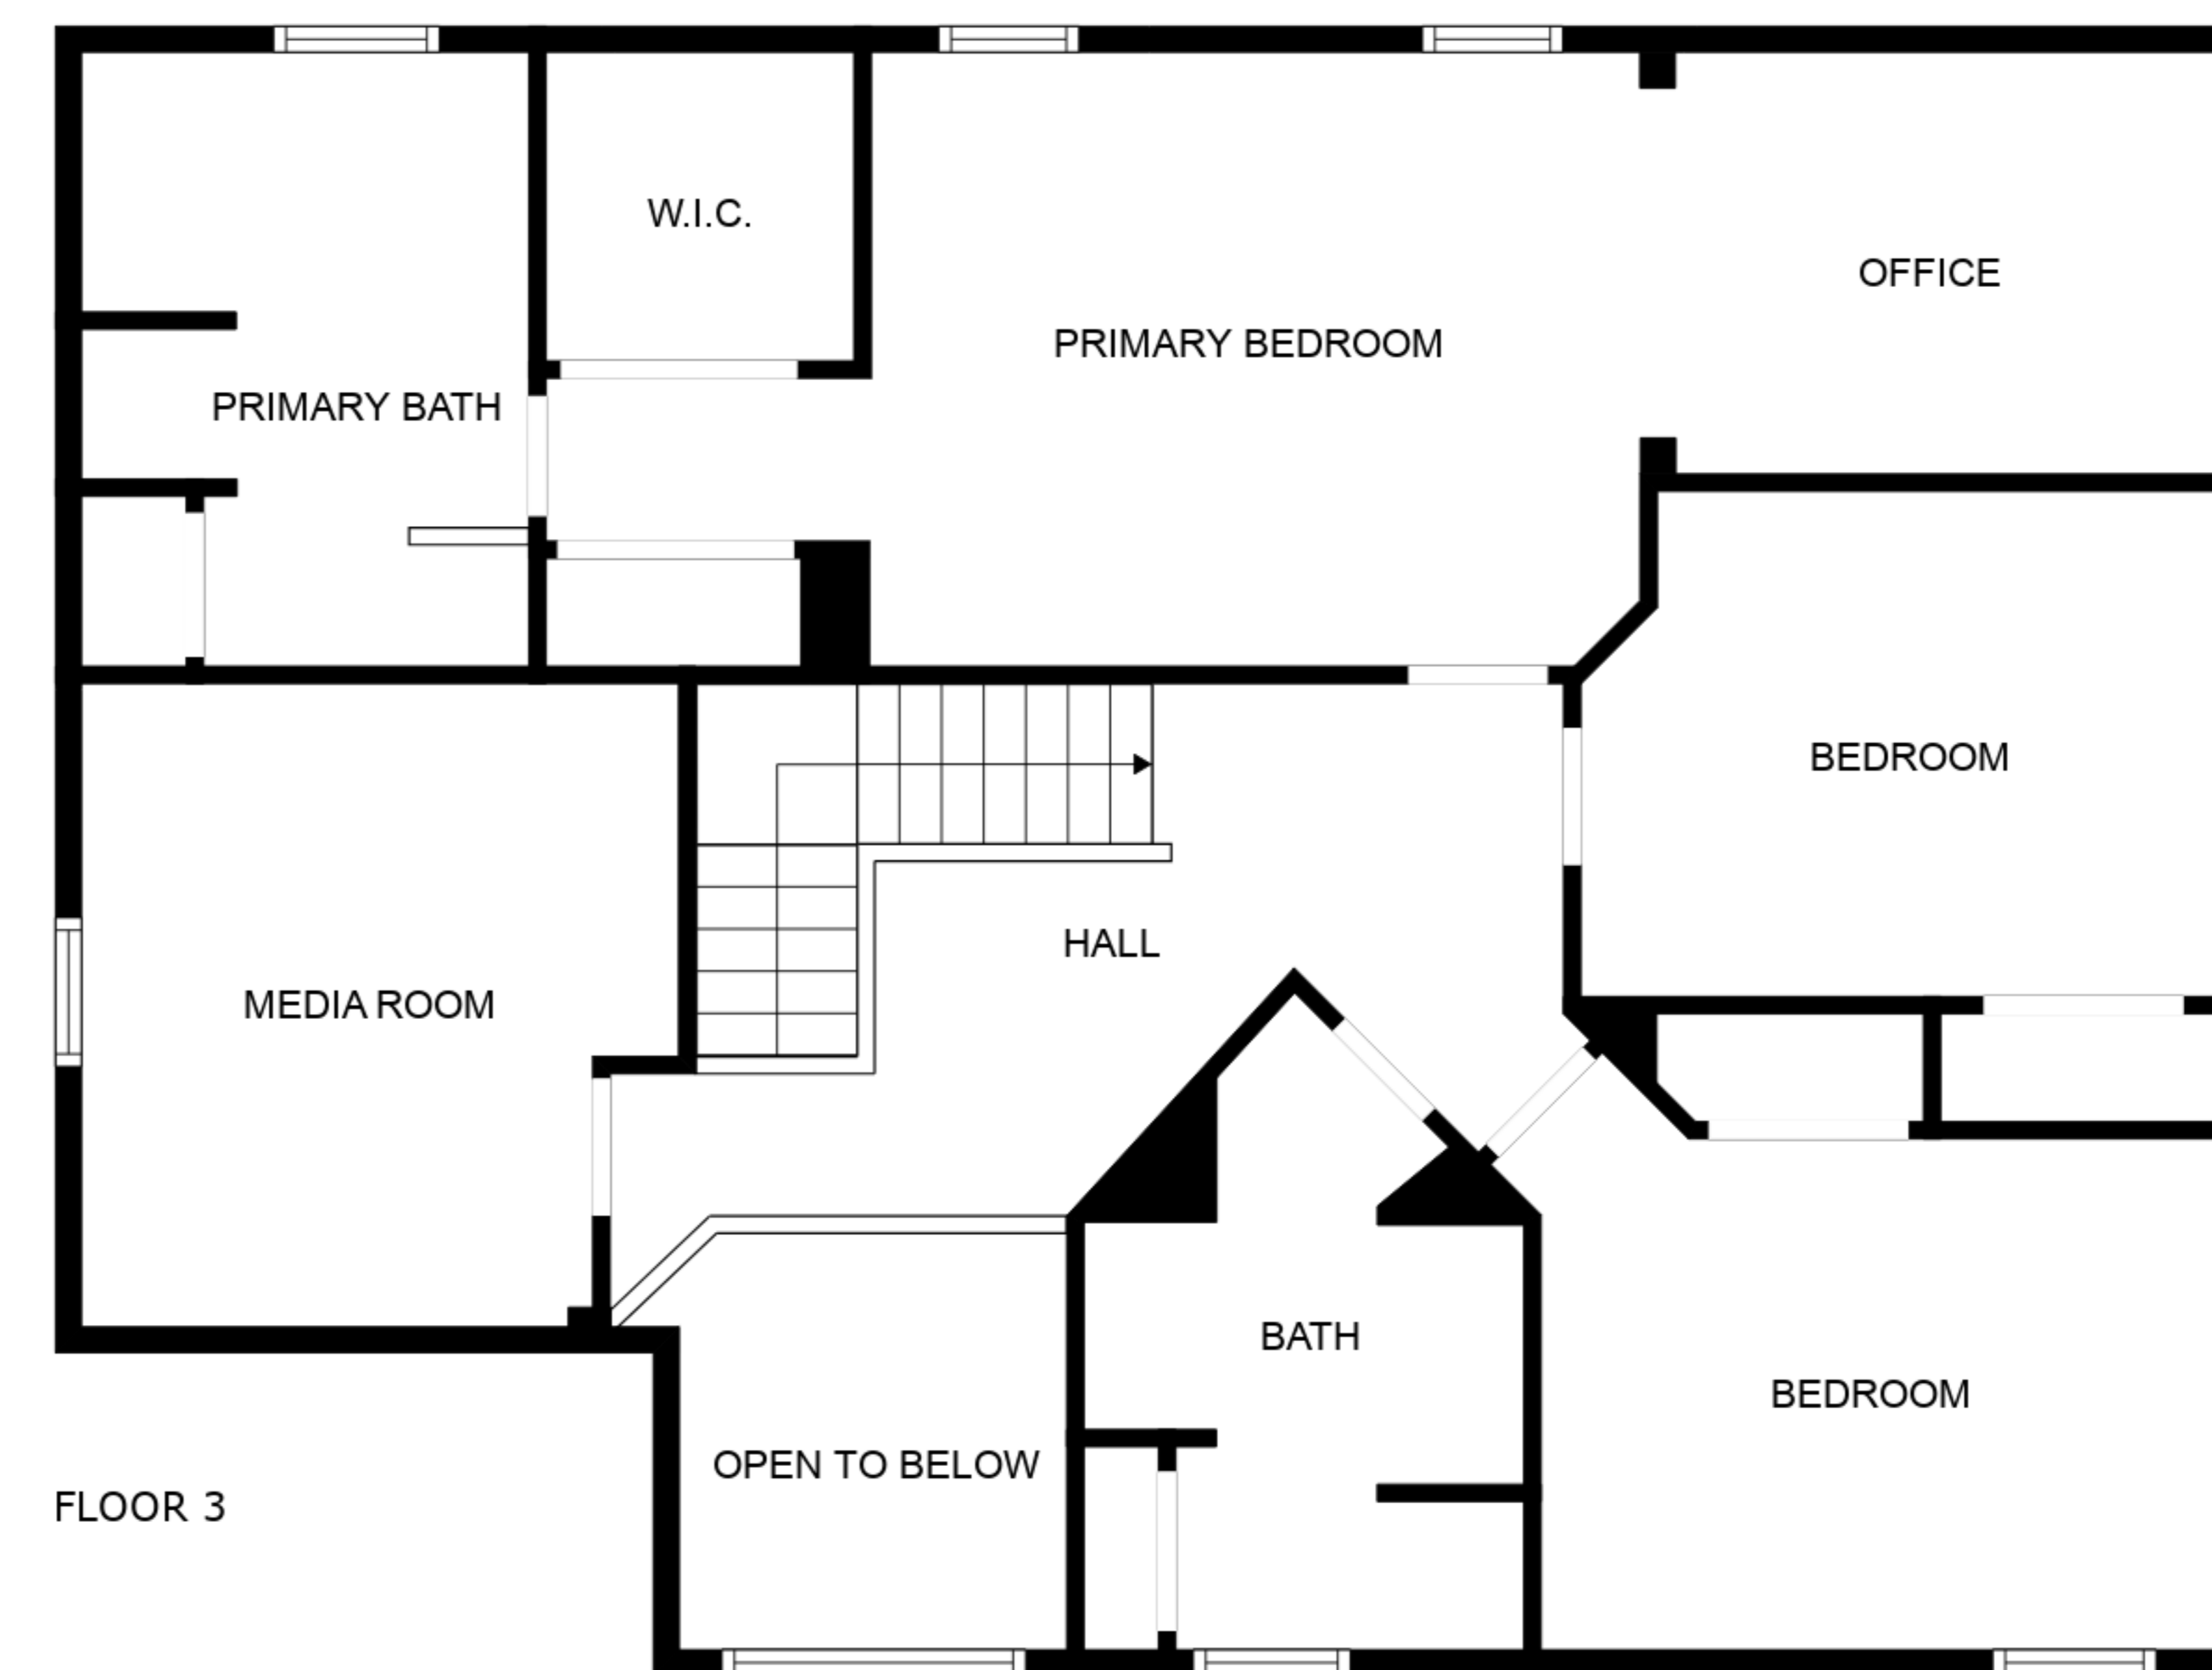 W.I.C.
OFFICE
PRIMARY BEDROOM
PRIMARY BATH
BEDROOM
HALL
MEDIA ROOM
BATH
BEDROOM
OPEN TO BELOW
FLOOR 3